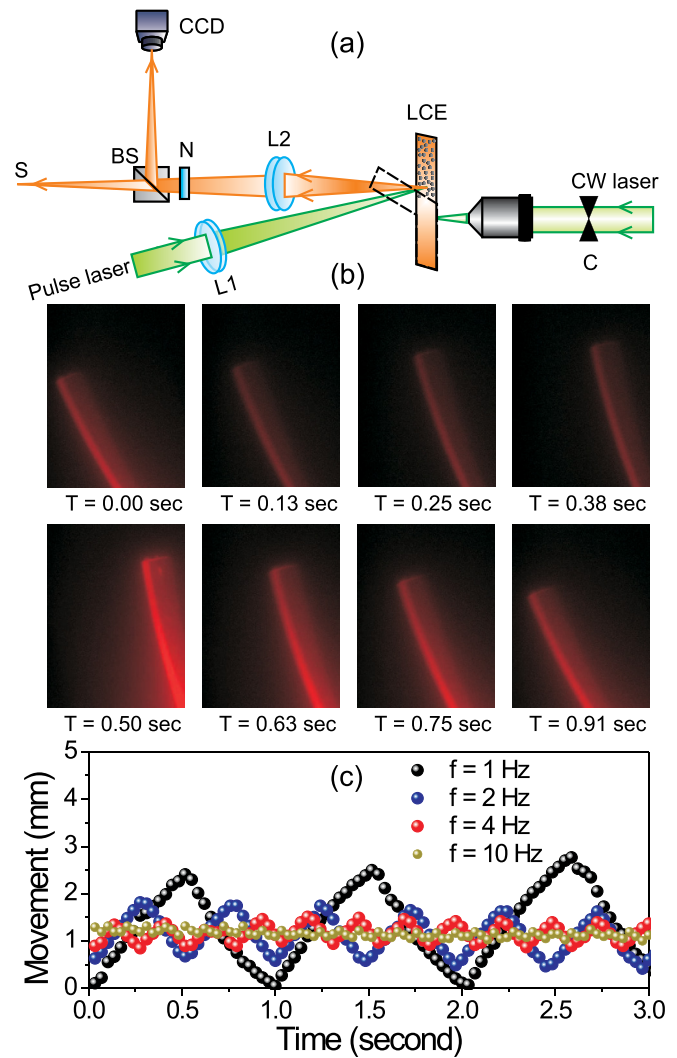 CCD
(a)
LCE
L2
BS
N
S
CW laser
C
Pulse laser
L1
(b)
T = 0.00 sec
T = 0.13 sec
T = 0.25 sec
T = 0.38 sec
T = 0.50 sec
T = 0.63 sec
T = 0.75 sec
T = 0.91 sec
(c)
f = 1 Hz
f = 2 Hz
f = 4 Hz
f = 10 Hz
Movement (mm)
5
4
3
2
1
0
0.0 0.5 1.0 1.5 2.0 2.5 3.0
Time (second)